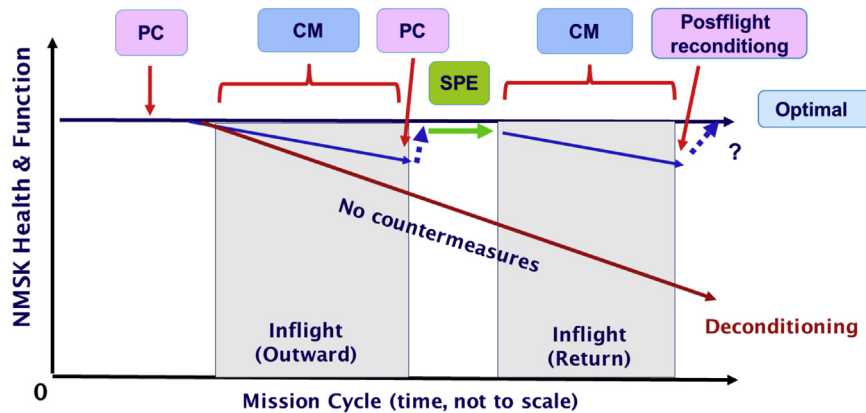 PC
CM
PC
SPE
CM
Posfflight
reconditiong
Optimal
?
NMSK Health & Function
No countermeasures
Deconditioning
Inflight
(Outward)
Inflight
(Return)
0
Mission Cycle (time, not to scale)